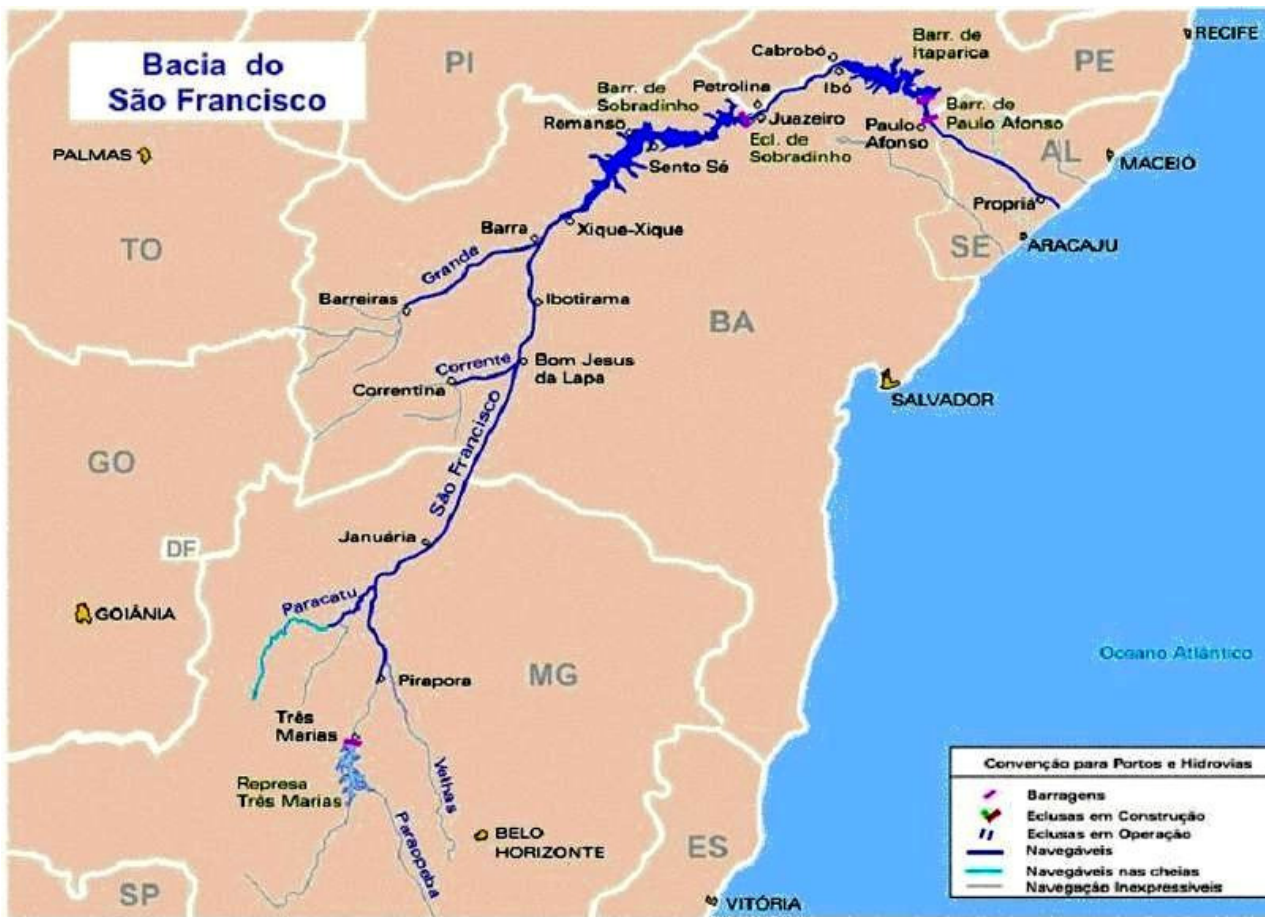 Bacia do
São Francisco
PI
Cabrobó
Barr. de
Itaparica
RECIFE
PE
Barr. de
Sobradinho
Petrolina
Ibó
Remanso
Juazeiro
Paulo
Afonso
Barr. de
Paulo Afonso
Ecl. de
Sobradinho
PALMAS
Sento Sé
AL
MACEIO
Propriá
TO
Barra
Xique-Xique
SE
ARACAJU
Grande
Barreiras
Ibotirama
BA
Corrente
Bom Jesus
da Lapa
Correntina
SALVADOR
São Francisco
GO
Januária
DF
Paracatu
GOIÂNIA
Oceano Atlântico
Pirapora
MG
Três
Marias
Represa
Três Marias
Velhas
Paraopeba
BELO
HORIZONTE
ES
SP
VITÓRIA
Convenção para Portos e Hidrovias
Barragens
Eclusas em Construção
Eclusas em Operação
Navegáveis
Navegáveis nas cheias
Navegação Inexpressíveis